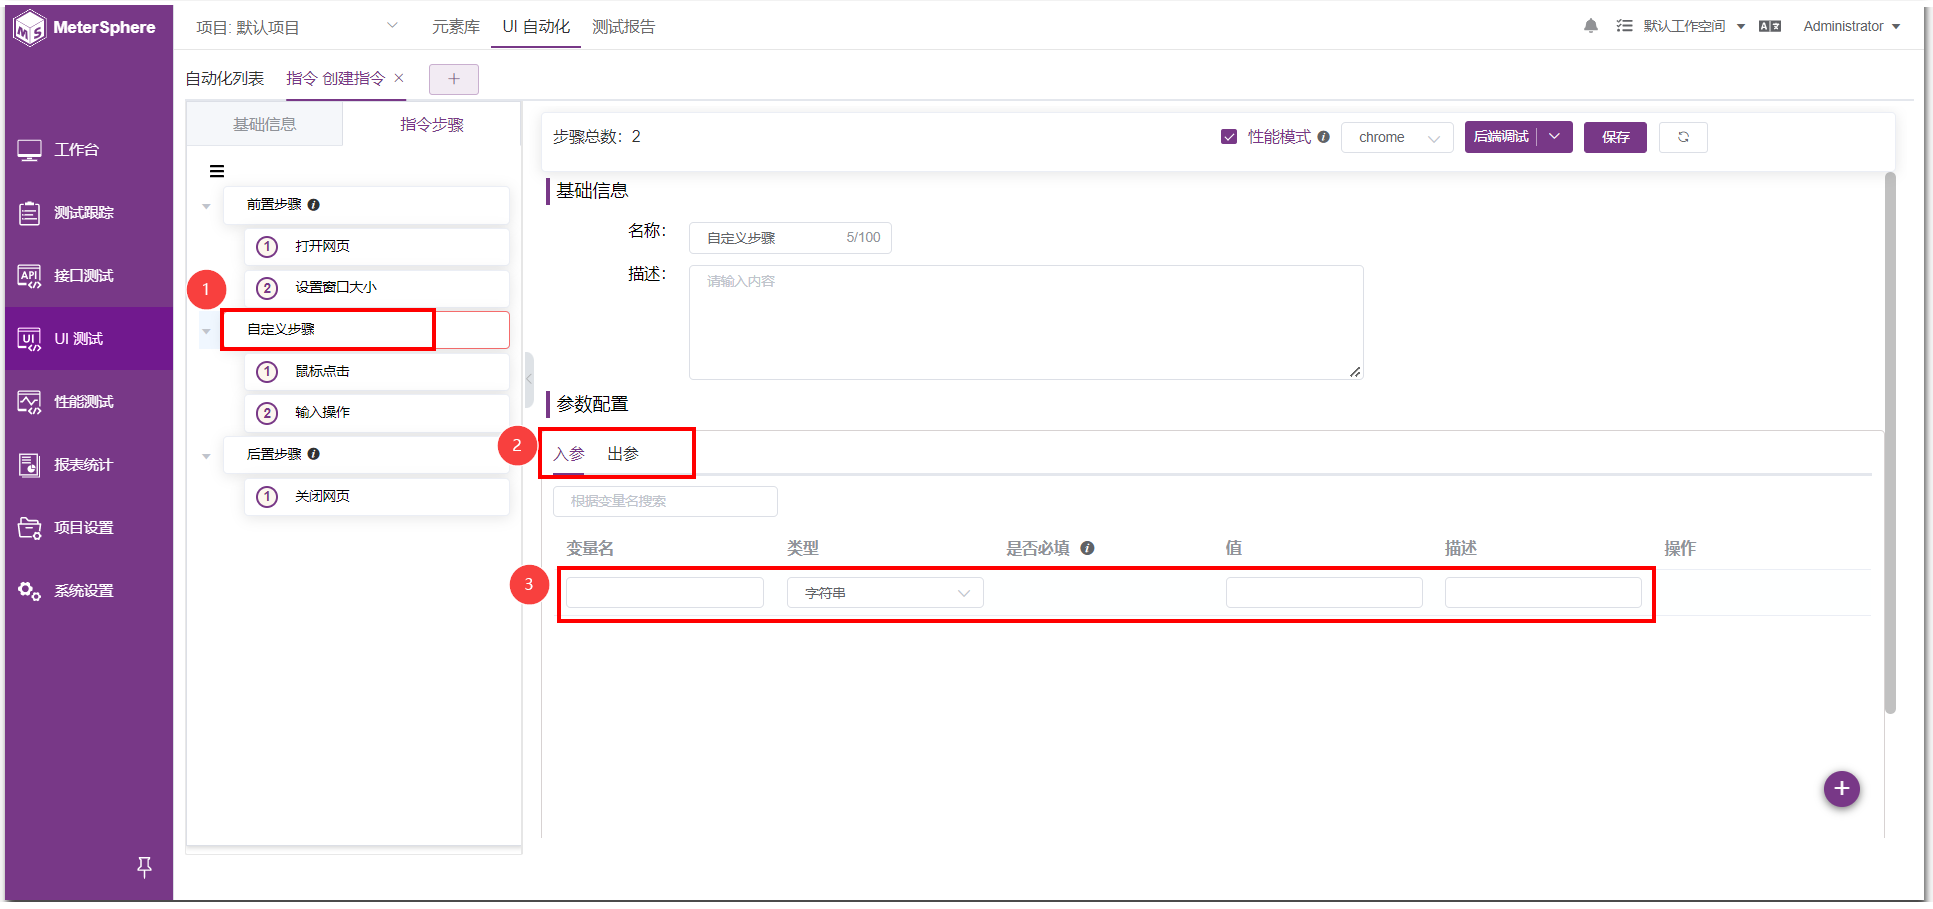 MeterSphere
项目: 默认项目
元素库
UI 自动化
测试报告
默认工作空间
Administrator
自动化列表
指令 创建指令
工作台
测试跟踪
API
接口测试
UI
UI 测试
性能测试
报表统计
项目设置
系统设置
基础信息
指令步骤
前置步骤
1 打开网页
2 设置窗口大小
1
自定义步骤
1 鼠标点击
2 输入操作
后置步骤
1 关闭网页
步骤总数：2
性能模式
chrome
后端调试
保存
基础信息
名称：
自定义步骤
5/100
描述：
请输入内容
参数配置
2
入参
出参
根据变量名搜索
变量名
类型
是否必填
值
描述
操作
3
字符串